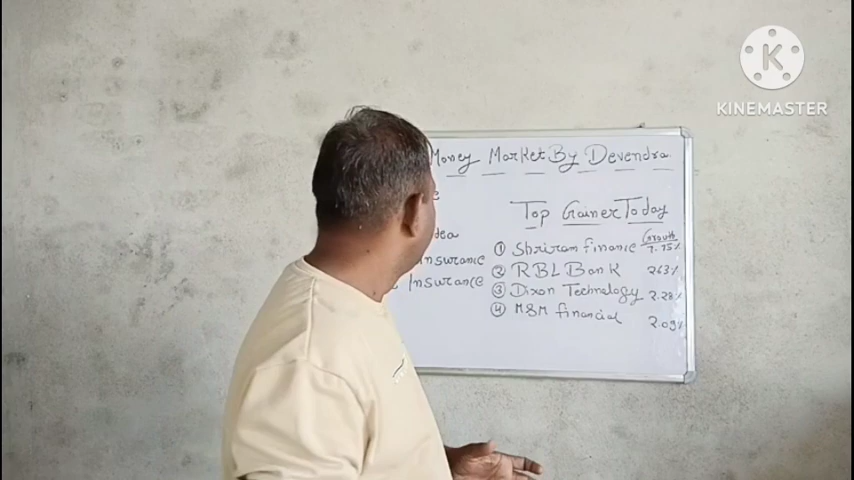 KINEMASTER
Money Market By Devendra
Top Gainer Today
dea
Growth
① Shriram finance 7.75%
Insurance
② RBL Bank 2.63%
Insurance
③ Dixon Technology 2.28%
④ M&M financial 2.09%